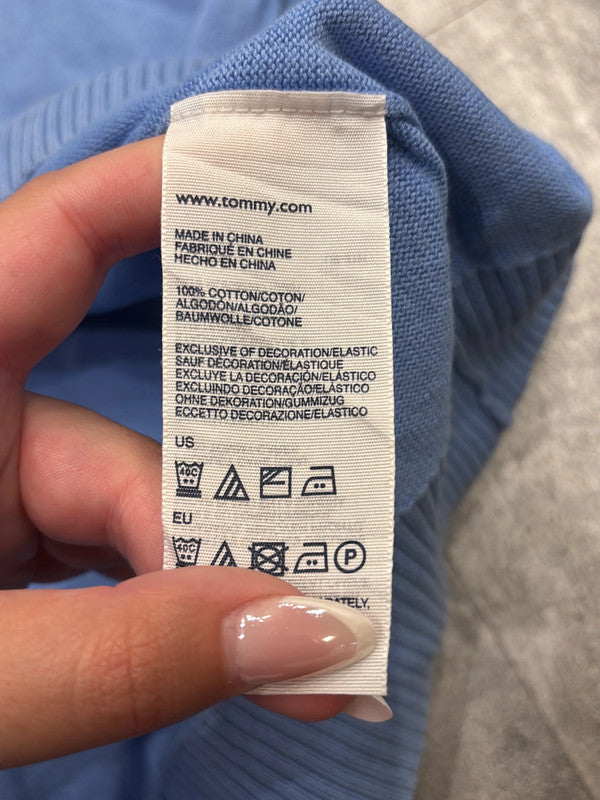 www.tommy.com
MADE IN CHINA
FABRIQUÉ EN CHINE
HECHO EN CHINA
100% COTTON/COTON/
ALGODÓN/ALGODÃO/
BAUMWOLLE/COTONE
EXCLUSIVE OF DECORATION/ELASTIC
SAUF DÉCORATION/ÉLASTIQUE
EXCLUYE LA DECORACIÓN/ELÁSTICO
EXCLUINDO DECORAÇÃO/ELÁSTICO
OHNE DEKORATION/GUMMIZUG
ECCETTO DECORAZIONE/ELASTICO
US
40C
EU
40C P